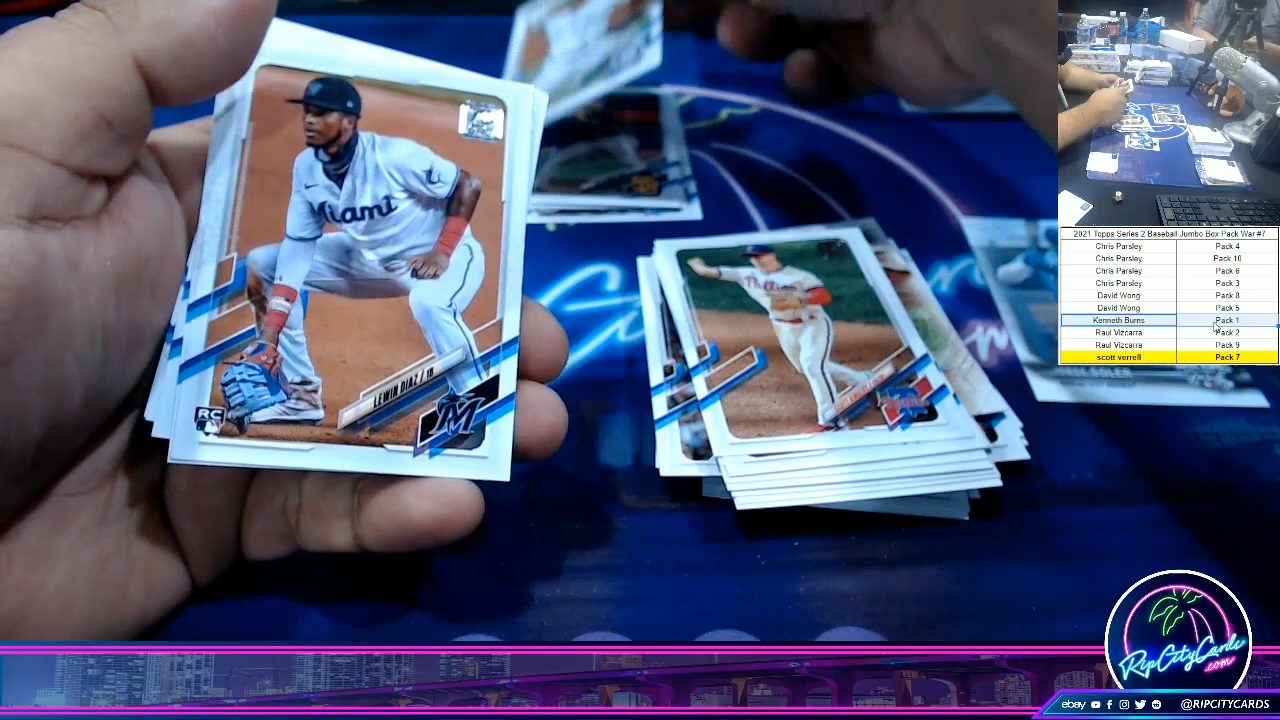 Miami
LEWIN DIAZ / 1B
RC
M
Phillies
2021 Topps Series 2 Baseball Jumbo Box Pack War #7
Chris Parsley Pack 4
Chris Parsley Pack 10
Chris Parsley Pack 6
Chris Parsley Pack 3
David Wong Pack 8
David Wong Pack 5
Kenneth Burns Pack 1
Raul Vizcarra Pack 2
Raul Vizcarra Pack 9
scott verrell Pack 7
RipCityCards
.com
ebay @RIPCITYCARDS